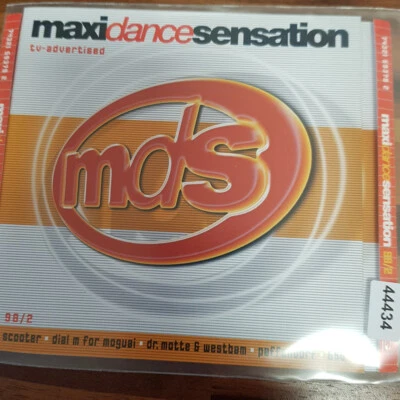 maxidancesensation
tv-advertised
mds
98/2
scooter · dial m for moguai · dr. motte & westbam ·
maxidancesensation 98/2
44434